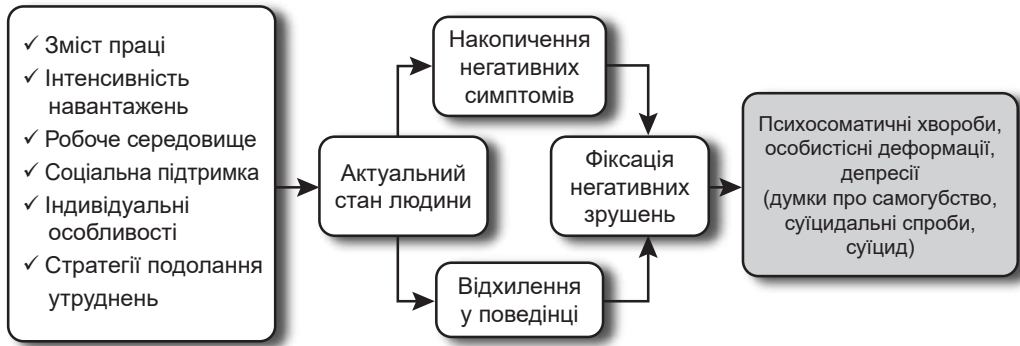 ✓ Зміст праці
✓ Інтенсивність
навантажень
✓ Робоче середовище
✓ Соціальна підтримка
✓ Індивідуальні
особливості
✓ Стратегії подолання
утруднень
Актуальний
стан людини
Накопичення
негативних
симптомів
Відхилення
у поведінці
Фіксація
негативних
зрушень
Психосоматичні хвороби,
особистісні деформації,
депресії
(думки про самогубство,
суїцидальні спроби,
суїцид)